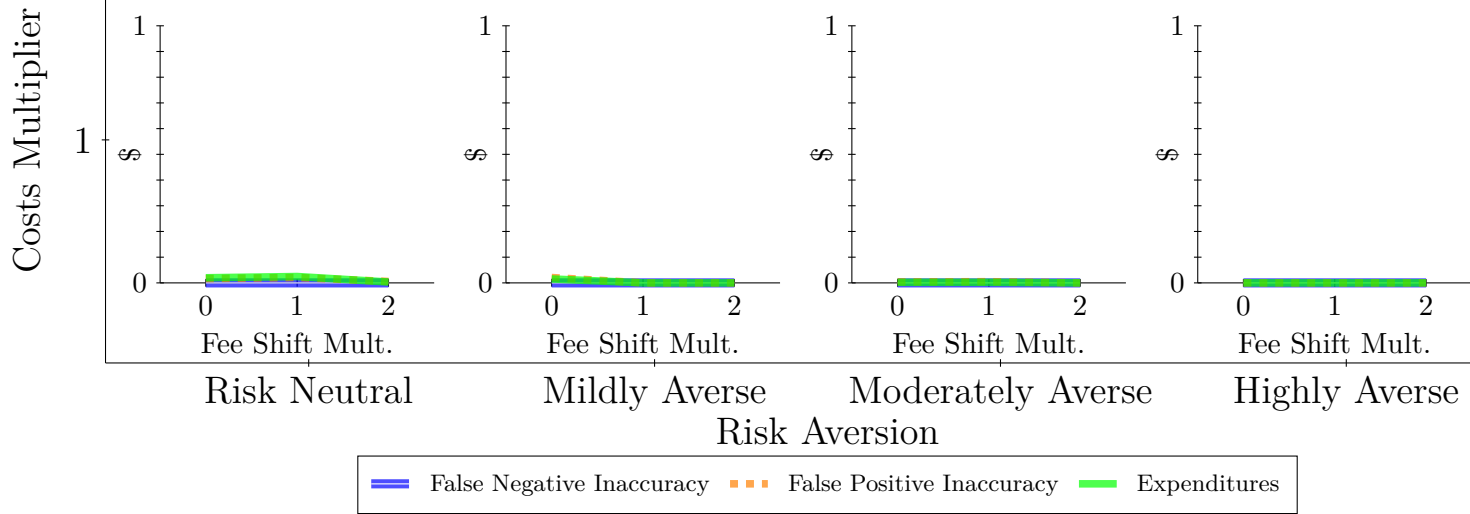 Costs Multiplier
1
1
$
0
0 1 2
Fee Shift Mult.
1
$
0
0 1 2
Fee Shift Mult.
1
$
0
0 1 2
Fee Shift Mult.
1
$
0
0 1 2
Fee Shift Mult.
Risk Neutral
Mildly Averse
Moderately Averse
Highly Averse
Risk Aversion
False Negative Inaccuracy
False Positive Inaccuracy
Expenditures